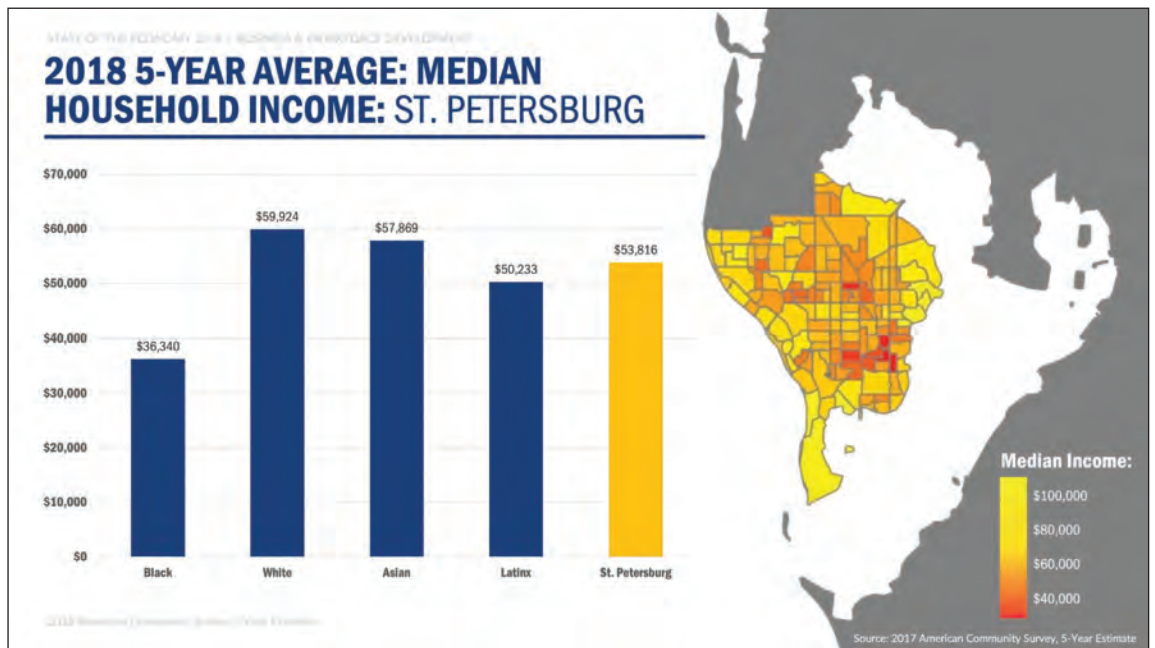 2018 5-YEAR AVERAGE: MEDIAN
HOUSEHOLD INCOME: ST. PETERSBURG
$70,000
$60,000
$50,000
$40,000
$30,000
$20,000
$10,000
$0
$36,340
$59,924
$57,869
$50,233
$53,816
Black
White
Asian
Latinx
St. Petersburg
Median Income:
$100,000
$80,000
$60,000
$40,000
Source: 2017 American Community Survey, 5-Year Estimate